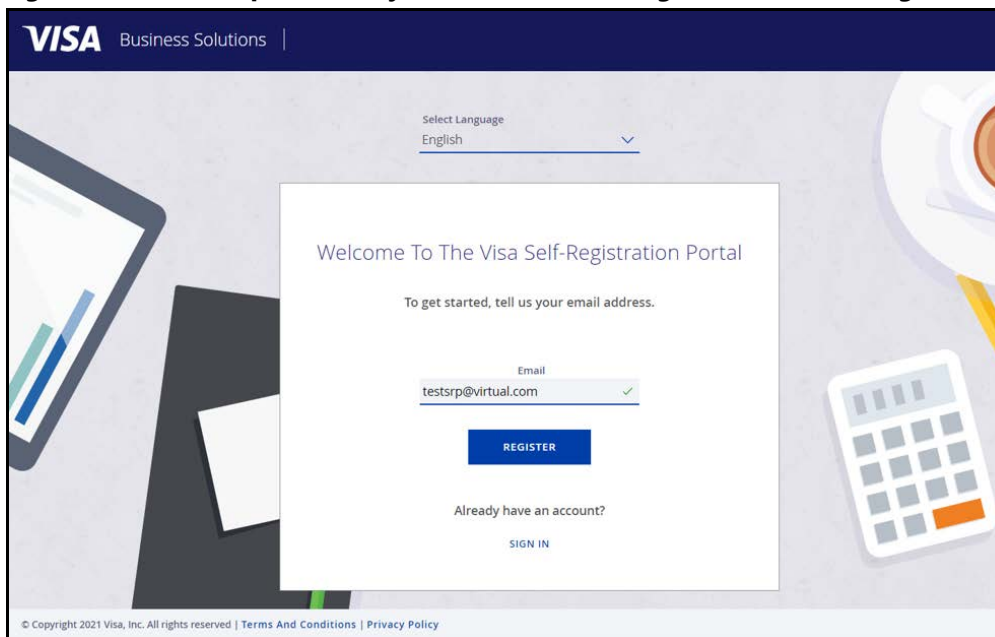 VISA Business Solutions
Select Language
English
Welcome To The Visa Self-Registration Portal
To get started, tell us your email address.
Email
testsrp@virtual.com
REGISTER
Already have an account?
SIGN IN
© Copyright 2021 Visa, Inc. All rights reserved | Terms And Conditions | Privacy Policy